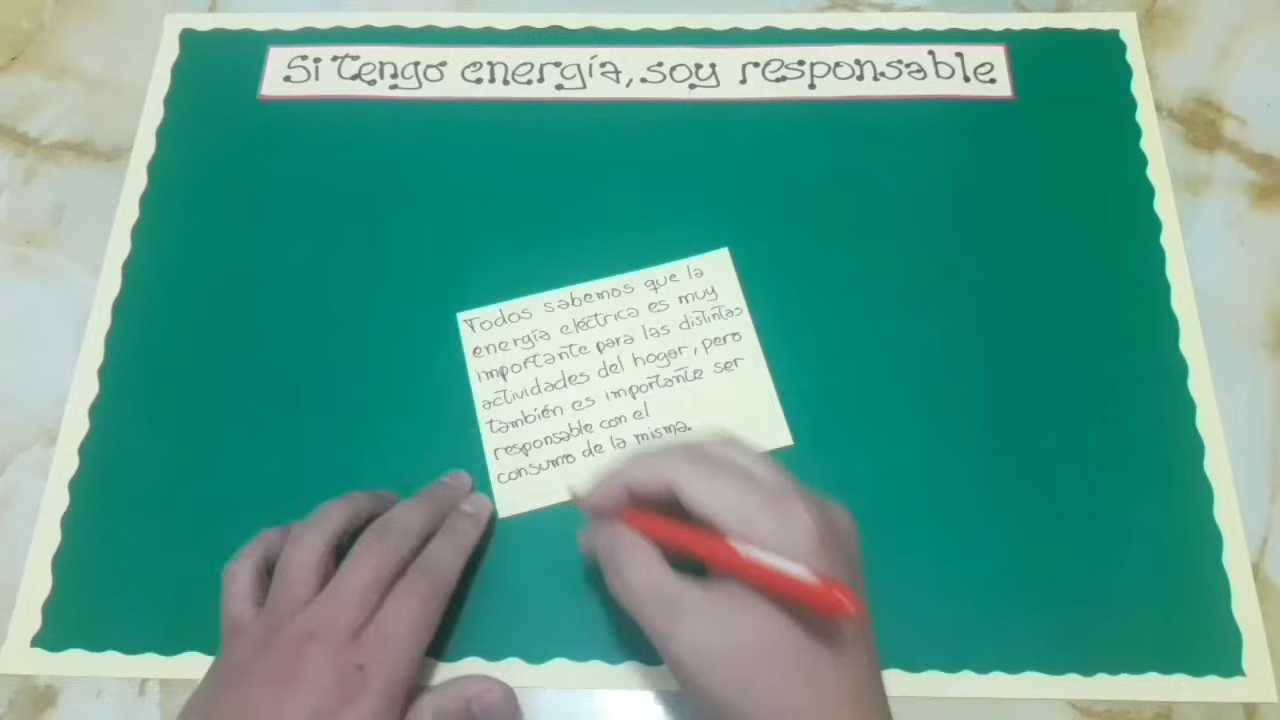 Si tengo energía, soy responsable
Todos sabemos que la
energía eléctrica es muy
importante para las distintas
actividades del hogar, pero
también es importante ser
responsable con el
consumo de la misma.